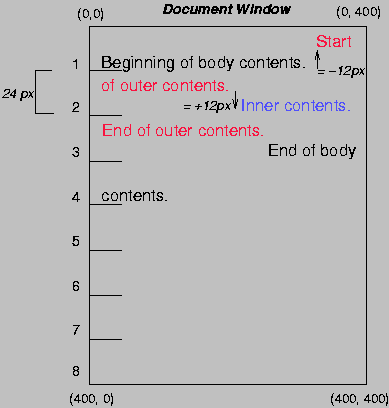 Document Window
(0,0) (0, 400)
Start
1 Beginning of body contents. = −12px
24 px of outer contents.
2 = +12px Inner contents.
End of outer contents.
3 End of body
4 contents.
5
6
7
8
(400, 0) (400, 400)